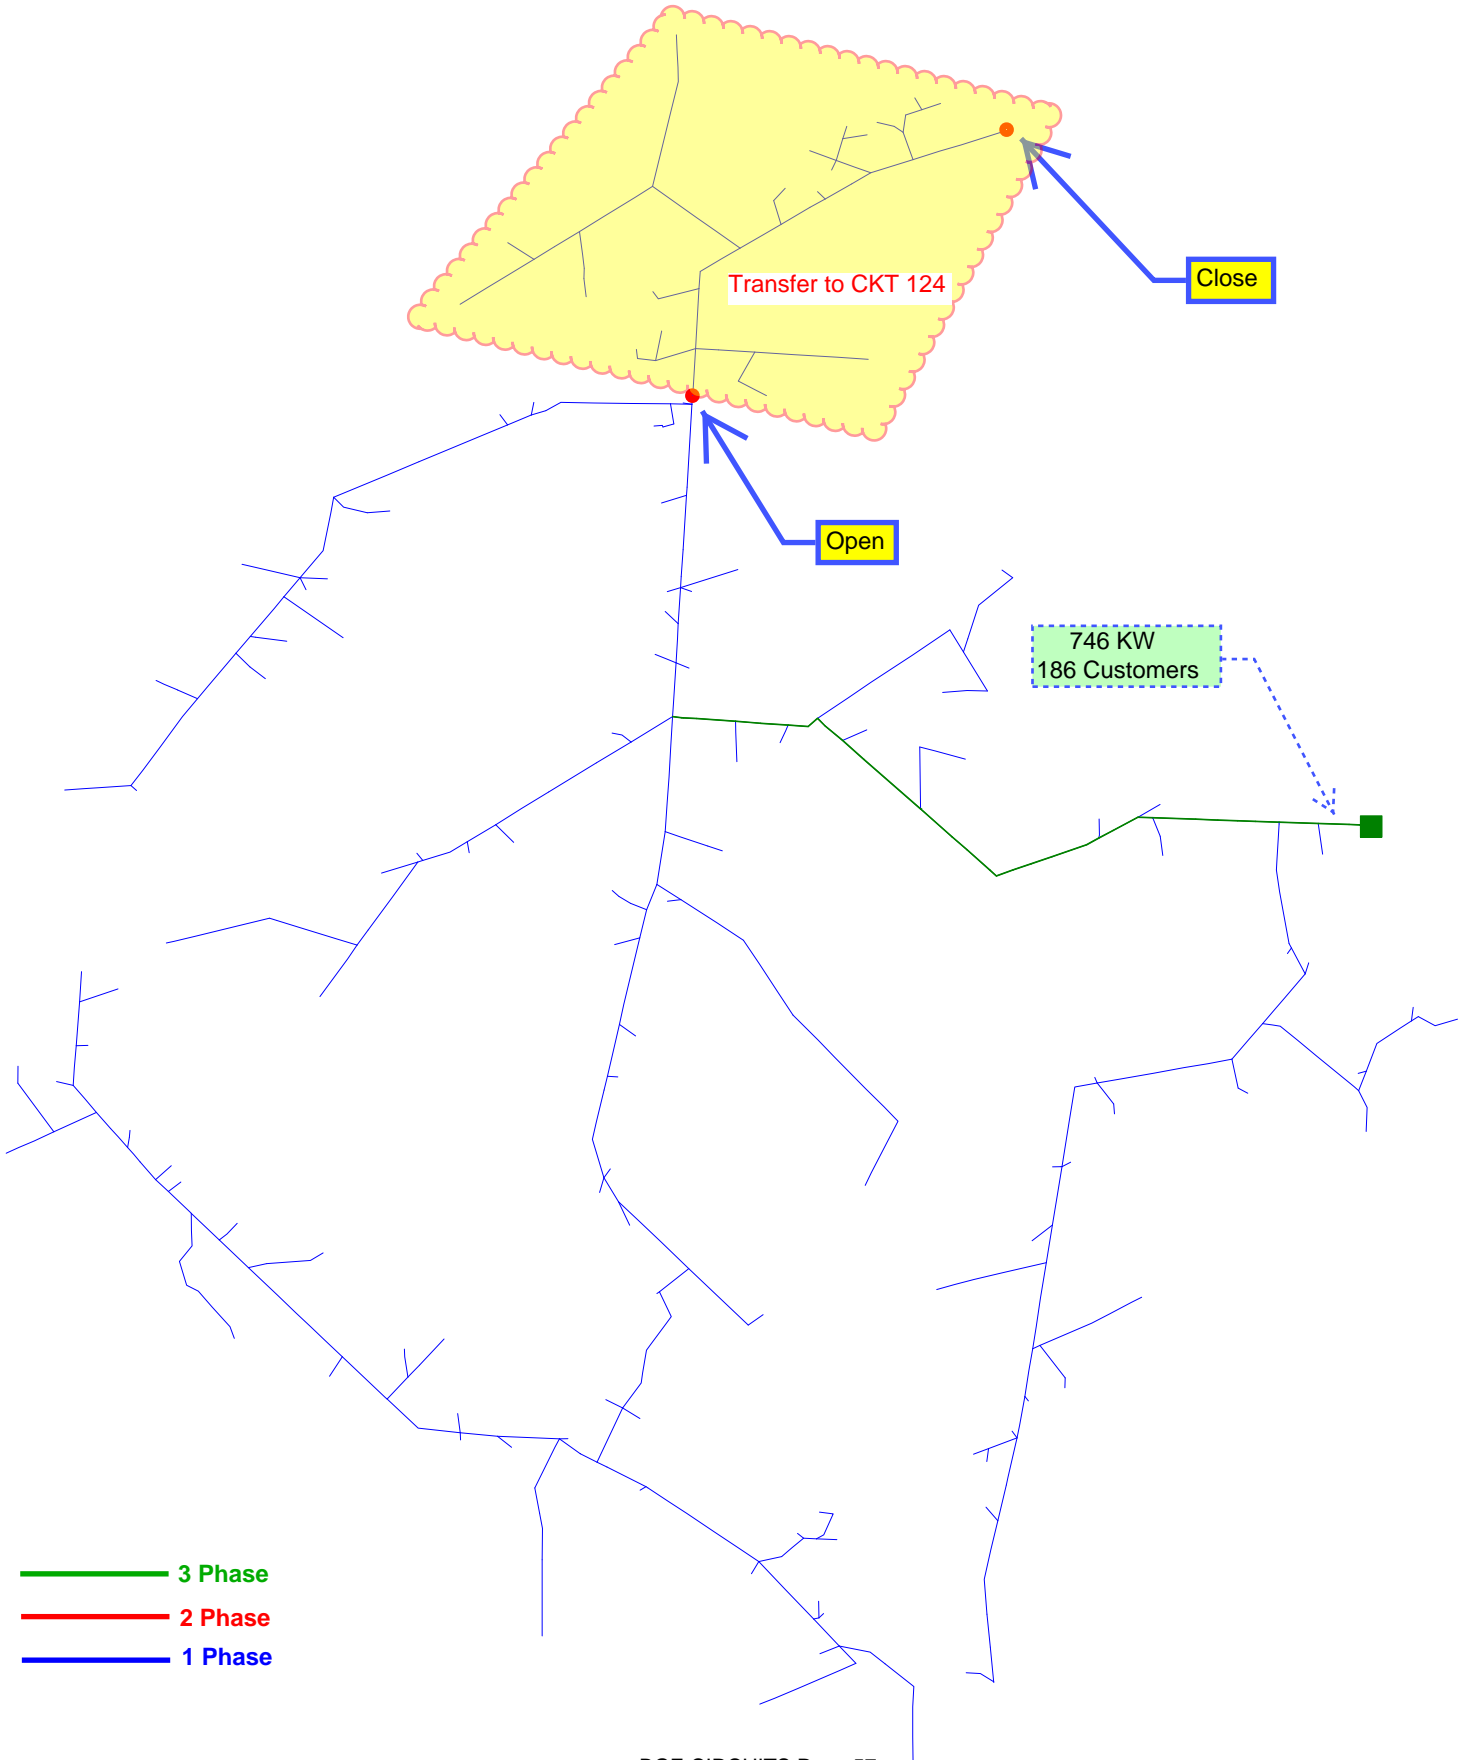 Transfer to CKT 124
Close
Open
746 KW
186 Customers
3 Phase
2 Phase
1 Phase